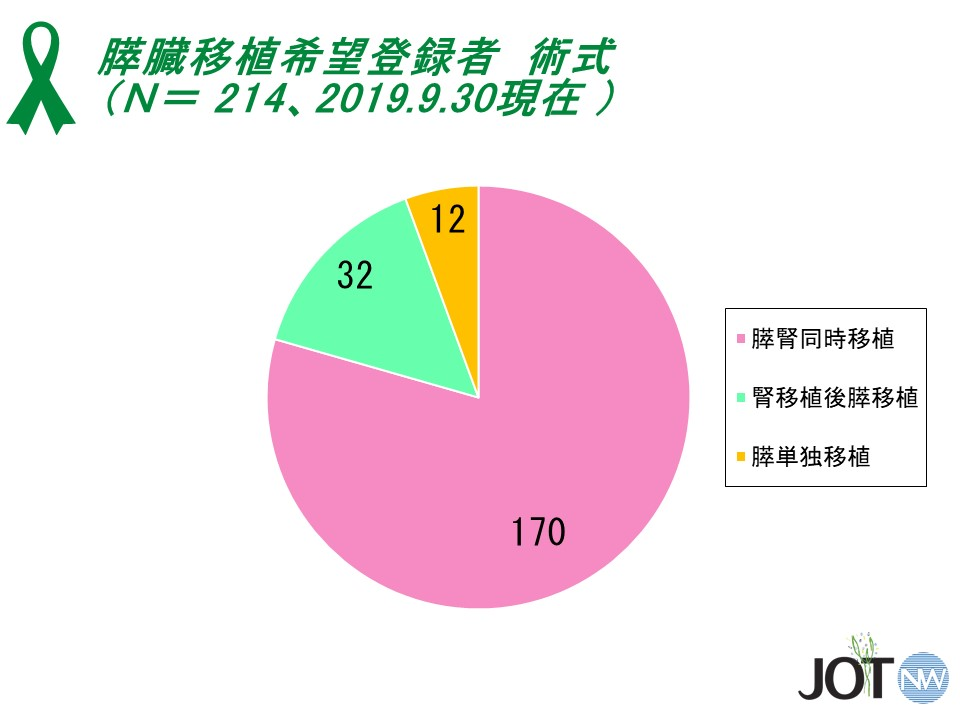 膵臓移植希望登録者　術式
（Ｎ＝ 214、2019.9.30現在 ）
12
32
170
膵腎同時移植
腎移植後膵移植
膵単独移植
JOT NW